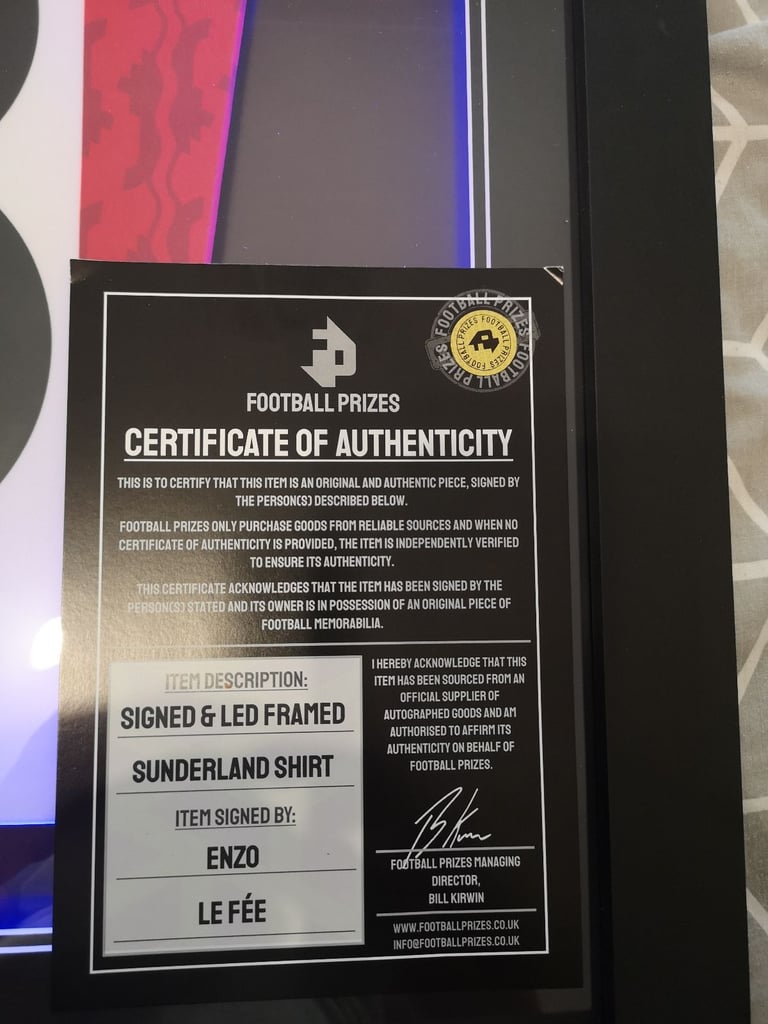 FOOTBALL PRIZES
FOOTBALL PRIZES
FOOTBALL PRIZES
FOOTBALL PRIZES
FOOTBALL PRIZES
CERTIFICATE OF AUTHENTICITY
THIS IS TO CERTIFY THAT THIS ITEM IS AN ORIGINAL AND AUTHENTIC PIECE, SIGNED BY
THE PERSON(S) DESCRIBED BELOW.
FOOTBALL PRIZES ONLY PURCHASE GOODS FROM RELIABLE SOURCES AND WHEN NO
CERTIFICATE OF AUTHENTICITY IS PROVIDED, THE ITEM IS INDEPENDENTLY VERIFIED
TO ENSURE ITS AUTHENTICITY.
THIS CERTIFICATE ACKNOWLEDGES THAT THE ITEM HAS BEEN SIGNED BY THE
PERSON(S) STATED AND ITS OWNER IS IN POSSESSION OF AN ORIGINAL PIECE OF
FOOTBALL MEMORABILIA.
ITEM DESCRIPTION:
SIGNED & LED FRAMED
SUNDERLAND SHIRT
ITEM SIGNED BY:
ENZO
LE FÉE
I HEREBY ACKNOWLEDGE THAT THIS
ITEM HAS BEEN SOURCED FROM AN
OFFICIAL SUPPLIER OF
AUTOGRAPHED GOODS AND AM
AUTHORISED TO AFFIRM ITS
AUTHENTICITY ON BEHALF OF
FOOTBALL PRIZES.
FOOTBALL PRIZES MANAGING
DIRECTOR,
BILL KIRWIN
WWW.FOOTBALLPRIZES.CO.UK
INFO@FOOTBALLPRIZES.CO.UK